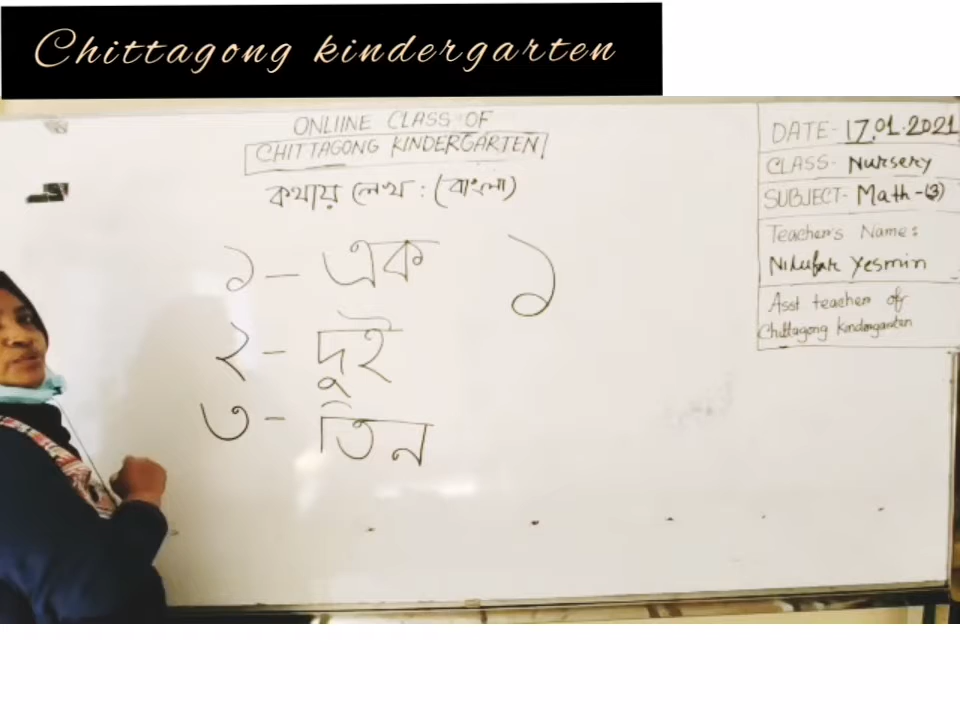 Chittagong kindergarten
ONLIINE CLASS OF
CHITTAGONG KINDERGARTEN
কথায় লেখ : (বাংলা)
১ - এক
১
২ - দুই
৩ - তিন
DATE- 17.01.2021
CLASS- Nursery
SUBJECT- Math-(3)
Teacher's Name:
Nilufar Yesmin
Asst teacher of
Chittagong kindergarten